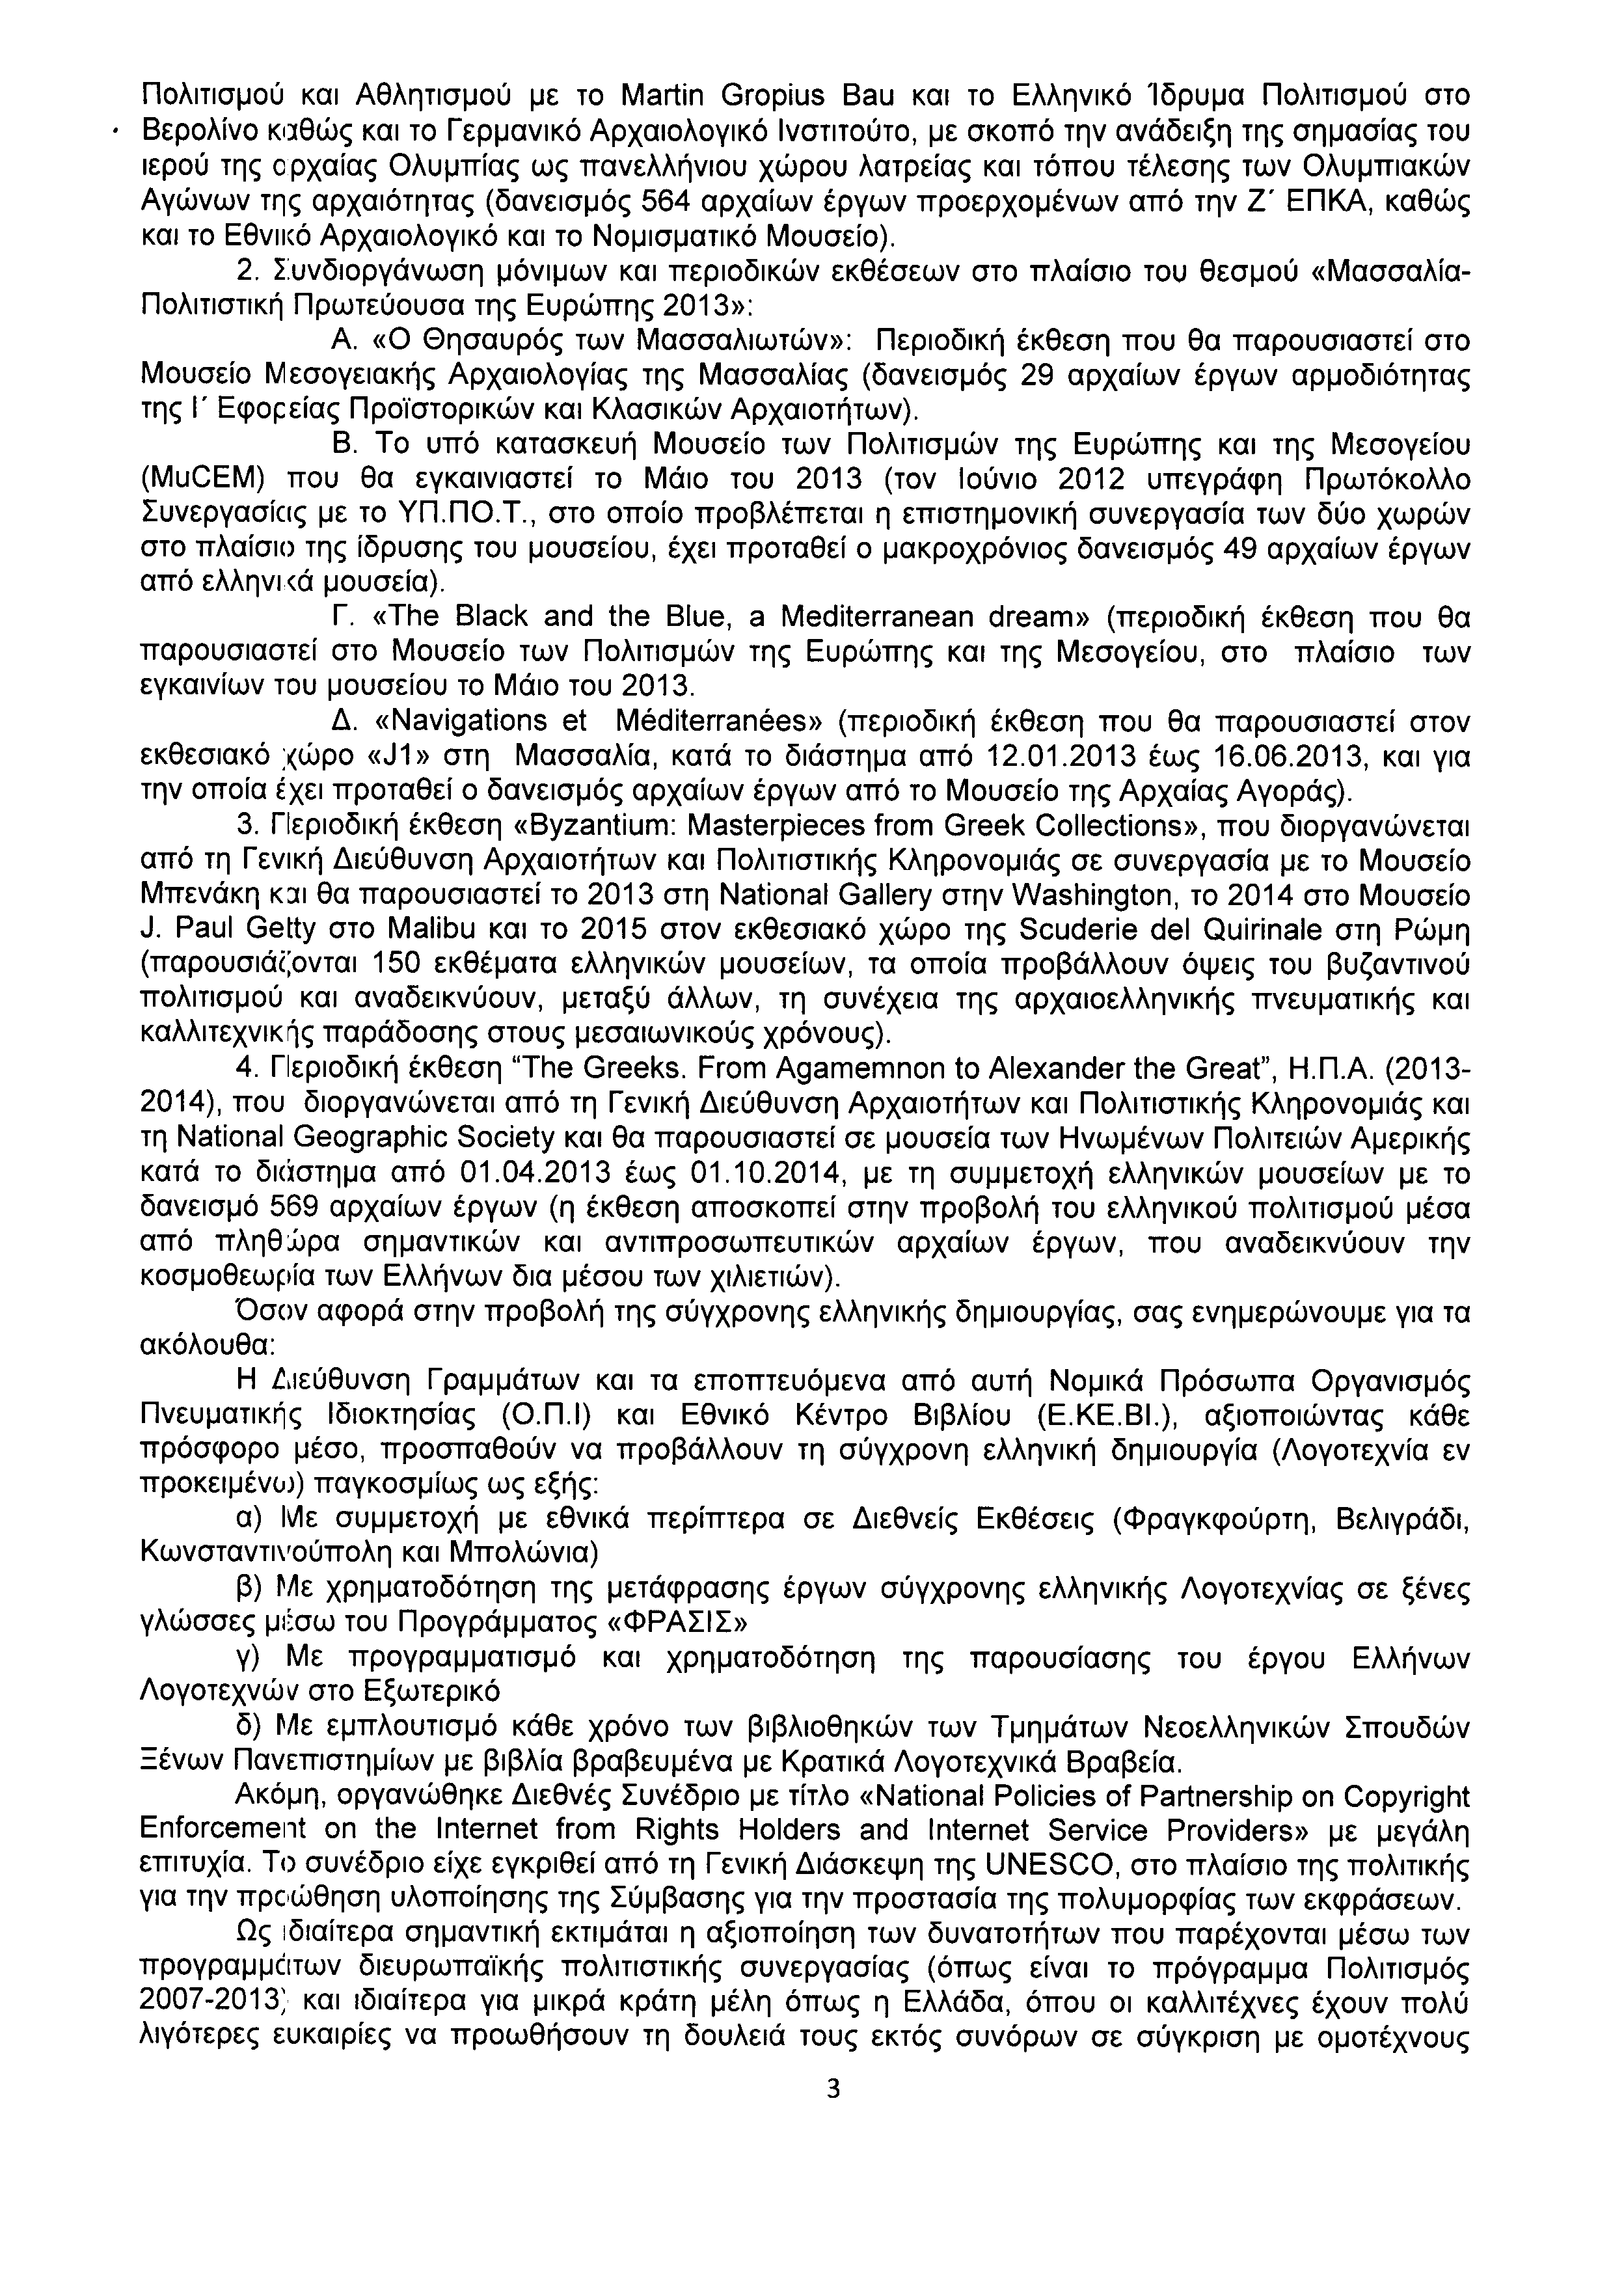 Πολιτισμού και Αθλητισμού με το Martin Gropius Bau και το Ελληνικό Ίδρυμα Πολιτισμού στο
Βερολίνο καθώς και το Γερμανικό Αρχαιολογικό Ινστιτούτο, με σκοπό την ανάδειξη της σημασίας του
ιερού της αρχαίας Ολυμπίας ως πανελλήνιου χώρου λατρείας και τόπου τέλεσης των Ολυμπιακών
Αγώνων της αρχαιότητας (δανεισμός 564 αρχαίων έργων προερχομένων από την Ζ΄ ΕΠΚΑ, καθώς
και το Εθνικό Αρχαιολογικό και το Νομισματικό Μουσείο).
2. Συνδιοργάνωση μόνιμων και περιοδικών εκθέσεων στο πλαίσιο του θεσμού «Μασσαλία-
Πολιτιστική Πρωτεύουσα της Ευρώπης 2013»:
Α. «Ο Θησαυρός των Μασσαλιωτών»: Περιοδική έκθεση που θα παρουσιαστεί στο
Μουσείο Μεσογειακής Αρχαιολογίας της Μασσαλίας (δανεισμός 29 αρχαίων έργων αρμοδιότητας
της Ι΄ Εφορείας Προϊστορικών και Κλασικών Αρχαιοτήτων).
Β. Το υπό κατασκευή Μουσείο των Πολιτισμών της Ευρώπης και της Μεσογείου
(MuCEM) που θα εγκαινιαστεί το Μάιο του 2013 (τον Ιούνιο 2012 υπεγράφη Πρωτόκολλο
Συνεργασίας με το ΥΠ.ΠΟ.Τ., στο οποίο προβλέπεται η επιστημονική συνεργασία των δύο χωρών
στο πλαίσιο της ίδρυσης του μουσείου, έχει προταθεί ο μακροχρόνιος δανεισμός 49 αρχαίων έργων
από ελληνικά μουσεία).
Γ. «The Black and the Blue, a Mediterranean dream» (περιοδική έκθεση που θα
παρουσιαστεί στο Μουσείο των Πολιτισμών της Ευρώπης και της Μεσογείου, στο πλαίσιο των
εγκαινίων του μουσείου το Μάιο του 2013.
Δ. «Navigations et Méditerranées» (περιοδική έκθεση που θα παρουσιαστεί στον
εκθεσιακό χώρο «J1» στη Μασσαλία, κατά το διάστημα από 12.01.2013 έως 16.06.2013, και για
την οποία έχει προταθεί ο δανεισμός αρχαίων έργων από το Μουσείο της Αρχαίας Αγοράς).
3. Περιοδική έκθεση «Byzantium: Masterpieces from Greek Collections», που διοργανώνεται
από τη Γενική Διεύθυνση Αρχαιοτήτων και Πολιτιστικής Κληρονομιάς σε συνεργασία με το Μουσείο
Μπενάκη και θα παρουσιαστεί το 2013 στη National Gallery στην Washington, το 2014 στο Μουσείο
J. Paul Getty στο Malibu και το 2015 στον εκθεσιακό χώρο της Scuderie del Quirinale στη Ρώμη
(παρουσιάζονται 150 εκθέματα ελληνικών μουσείων, τα οποία προβάλλουν όψεις του βυζαντινού
πολιτισμού και αναδεικνύουν, μεταξύ άλλων, τη συνέχεια της αρχαιοελληνικής πνευματικής και
καλλιτεχνικής παράδοσης στους μεσαιωνικούς χρόνους).
4. Περιοδική έκθεση “The Greeks. From Agamemnon to Alexander the Great”, Η.Π.Α. (2013-
2014), που διοργανώνεται από τη Γενική Διεύθυνση Αρχαιοτήτων και Πολιτιστικής Κληρονομιάς και
τη National Geographic Society και θα παρουσιαστεί σε μουσεία των Ηνωμένων Πολιτειών Αμερικής
κατά το διάστημα από 01.04.2013 έως 01.10.2014, με τη συμμετοχή ελληνικών μουσείων με το
δανεισμό 569 αρχαίων έργων (η έκθεση αποσκοπεί στην προβολή του ελληνικού πολιτισμού μέσα
από πληθώρα σημαντικών και αντιπροσωπευτικών αρχαίων έργων, που αναδεικνύουν την
κοσμοθεωρία των Ελλήνων δια μέσου των χιλιετιών).
Όσον αφορά στην προβολή της σύγχρονης ελληνικής δημιουργίας, σας ενημερώνουμε για τα
ακόλουθα:
Η Διεύθυνση Γραμμάτων και τα εποπτευόμενα από αυτή Νομικά Πρόσωπα Οργανισμός
Πνευματικής Ιδιοκτησίας (Ο.Π.Ι) και Εθνικό Κέντρο Βιβλίου (Ε.ΚΕ.ΒΙ.), αξιοποιώντας κάθε
πρόσφορο μέσο, προσπαθούν να προβάλλουν τη σύγχρονη ελληνική δημιουργία (Λογοτεχνία εν
προκειμένω) παγκοσμίως ως εξής:
α) Με συμμετοχή με εθνικά περίπτερα σε Διεθνείς Εκθέσεις (Φραγκφούρτη, Βελιγράδι,
Κωνσταντινούπολη και Μπολώνια)
β) Με χρηματοδότηση της μετάφρασης έργων σύγχρονης ελληνικής Λογοτεχνίας σε ξένες
γλώσσες μέσω του Προγράμματος «ΦΡΑΣΙΣ»
γ) Με προγραμματισμό και χρηματοδότηση της παρουσίασης του έργου Ελλήνων
Λογοτεχνών στο Εξωτερικό
δ) Με εμπλουτισμό κάθε χρόνο των βιβλιοθηκών των Τμημάτων Νεοελληνικών Σπουδών
Ξένων Πανεπιστημίων με βιβλία βραβευμένα με Κρατικά Λογοτεχνικά Βραβεία.
Ακόμη, οργανώθηκε Διεθνές Συνέδριο με τίτλο «National Policies of Partnership on Copyright
Enforcement on the Internet from Rights Holders and Internet Service Providers» με μεγάλη
επιτυχία. Το συνέδριο είχε εγκριθεί από τη Γενική Διάσκεψη της UNESCO, στο πλαίσιο της πολιτικής
για την προώθηση υλοποίησης της Σύμβασης για την προστασία της πολυμορφίας των εκφράσεων.
Ως ιδιαίτερα σημαντική εκτιμάται η αξιοποίηση των δυνατοτήτων που παρέχονται μέσω των
προγραμμάτων διευρωπαϊκής πολιτιστικής συνεργασίας (όπως είναι το πρόγραμμα Πολιτισμός
2007-2013) και ιδιαίτερα για μικρά κράτη μέλη όπως η Ελλάδα, όπου οι καλλιτέχνες έχουν πολύ
λιγότερες ευκαιρίες να προωθήσουν τη δουλειά τους εκτός συνόρων σε σύγκριση με ομοτέχνους
3